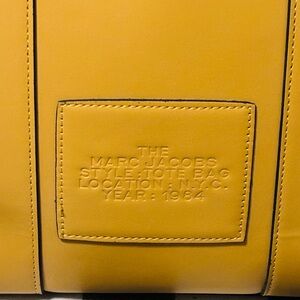 THE
MARC JACOBS
STYLE : TOTE BAG
LOCATION : N.Y.C.
YEAR : 1984